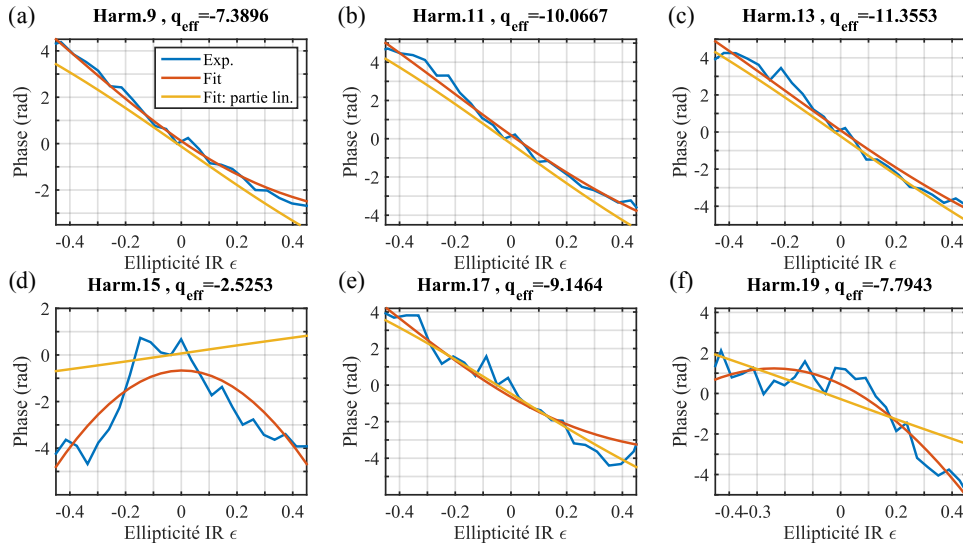 (a) Harm.9 , q_eff=-7.3896
(b) Harm.11 , q_eff=-10.0667
(c) Harm.13 , q_eff=-11.3553
Phase (rad)
4
2
0
-2
Exp.
Fit
Fit: partie lin.
-0.4 -0.2 0 0.2 0.4
Ellipticité IR ϵ
Phase (rad)
4
2
0
-2
-4
-0.4 -0.2 0 0.2 0.4
Ellipticité IR ϵ
Phase (rad)
4
2
0
-2
-4
-0.4 -0.2 0 0.2 0.4
Ellipticité IR ϵ
(d) Harm.15 , q_eff=-2.5253
(e) Harm.17 , q_eff=-9.1464
(f) Harm.19 , q_eff=-7.7943
Phase (rad)
2
0
-2
-4
-0.4 -0.2 0 0.2 0.4
Ellipticité IR ϵ
Phase (rad)
4
2
0
-2
-4
-0.4 -0.2 0 0.2 0.4
Ellipticité IR ϵ
Phase (rad)
4
2
0
-2
-4
-0.4 -0.3 0 0.2 0.4
Ellipticité IR ϵ